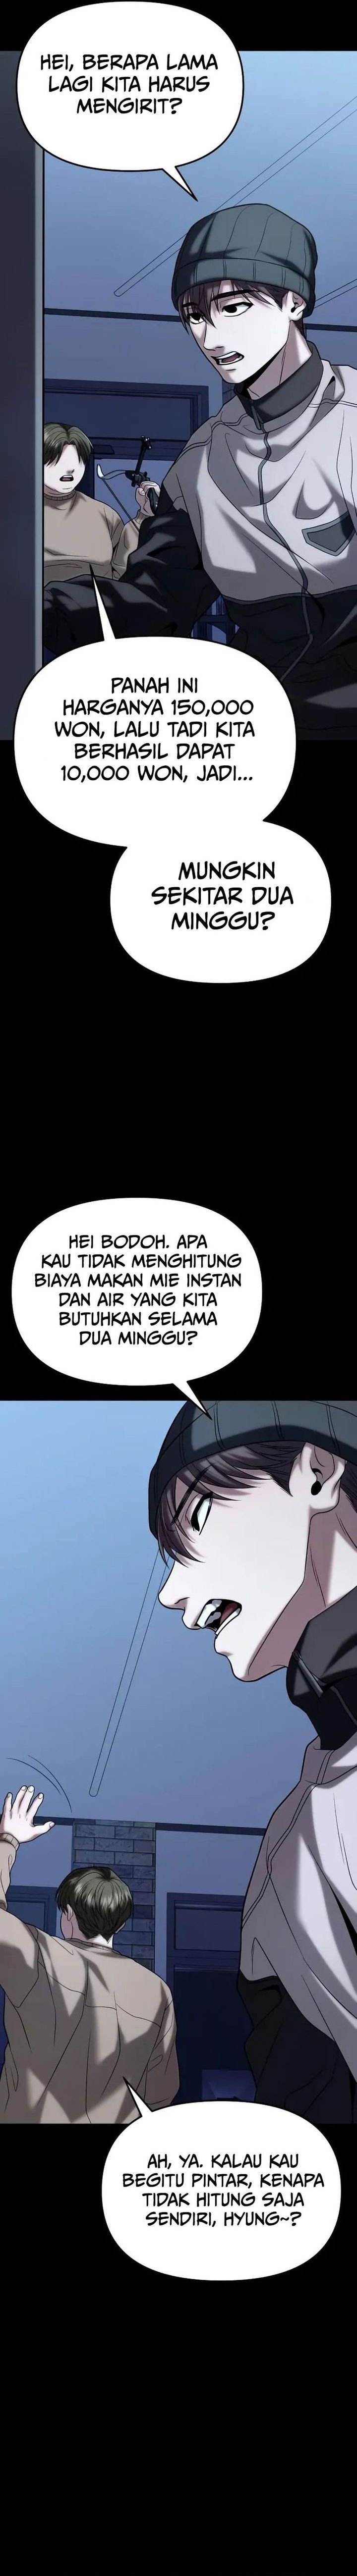 HEI, BERAPA LAMA
LAGI KITA HARUS
MENGIRIT?
PANAH INI
HARGANYA 150,000
WON, LALU TADI KITA
BERHASIL DAPAT
10,000 WON, JADI...
MUNGKIN
SEKITAR DUA
MINGGU?
HEI BODOH. APA
KAU TIDAK MENGHITUNG
BIAYA MAKAN MIE INSTAN
DAN AIR YANG KITA
BUTUHKAN SELAMA
DUA MINGGU?
AH, YA. KALAU KAU
BEGITU PINTAR, KENAPA
TIDAK HITUNG SAJA
SENDIRI, HYUNG~?